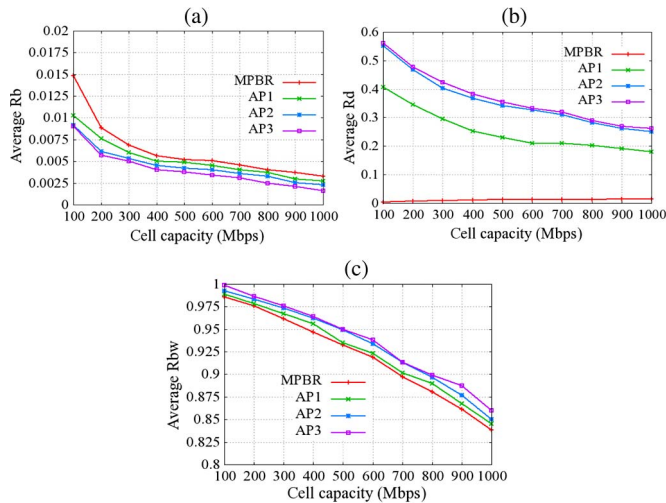 (a)
(b)
0.02
0.0175
0.015
0.0125
0.01
0.0075
0.005
0.0025
0
Average Rb
MPBR
AP1
AP2
AP3
100 200 300 400 500 600 700 800 900 1000
Cell capacity (Mbps)
0.6
0.5
0.4
0.3
0.2
0.1
0
Average Rd
MPBR
AP1
AP2
AP3
100 200 300 400 500 600 700 800 900 1000
Cell capacity (Mbps)
(c)
1
0.975
0.95
0.925
0.9
0.875
0.85
0.825
0.8
Average Rbw
MPBR
AP1
AP2
AP3
100 200 300 400 500 600 700 800 900 1000
Cell capacity (Mbps)